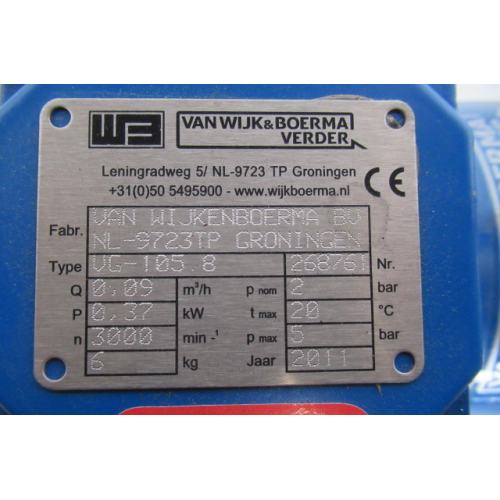 WB VAN WIJK & BOERMA
VERDER
Leningradweg 5/ NL-9723 TP Groningen
+31(0)50 5495900 - www.wijkboerma.nl
CE
Fabr. VAN WIJKENBOERMA BV
NL-9723TP GRONINGEN
Type VG-105.8 268761 Nr.
Q 0,09 m³/h p nom 2 bar
P 0,37 kW t max 20 °C
n 3000 min -¹ p max 5 bar
6 kg Jaar 2011